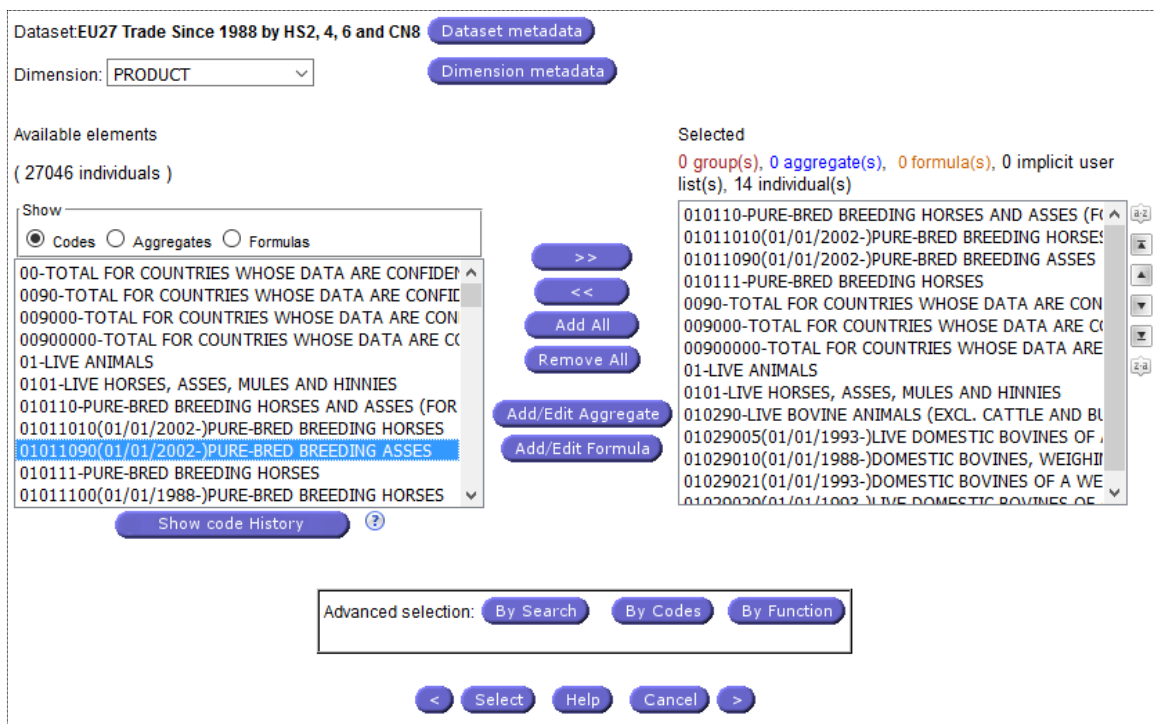 Dataset:EU27 Trade Since 1988 by HS2, 4, 6 and CN8 Dataset metadata
Dimension: PRODUCT Dimension metadata
Available elements
( 27046 individuals )
Show
Codes Aggregates Formulas
00-TOTAL FOR COUNTRIES WHOSE DATA ARE CONFIDEN
0090-TOTAL FOR COUNTRIES WHOSE DATA ARE CONFID
009000-TOTAL FOR COUNTRIES WHOSE DATA ARE CON
00900000-TOTAL FOR COUNTRIES WHOSE DATA ARE CO
01-LIVE ANIMALS
0101-LIVE HORSES, ASSES, MULES AND HINNIES
010110-PURE-BRED BREEDING HORSES AND ASSES (FOR
01011010(01/01/2002-)PURE-BRED BREEDING HORSES
01011090(01/01/2002-)PURE-BRED BREEDING ASSES
010111-PURE-BRED BREEDING HORSES
01011100(01/01/1988-)PURE-BRED BREEDING HORSES
Show code History ?
>>
<<
Add All
Remove All
Add/Edit Aggregate
Add/Edit Formula
Selected
0 group(s), 0 aggregate(s), 0 formula(s), 0 implicit user
list(s), 14 individual(s)
010110-PURE-BRED BREEDING HORSES AND ASSES (FO
01011010(01/01/2002-)PURE-BRED BREEDING HORSES
01011090(01/01/2002-)PURE-BRED BREEDING ASSES
010111-PURE-BRED BREEDING HORSES
0090-TOTAL FOR COUNTRIES WHOSE DATA ARE CON
009000-TOTAL FOR COUNTRIES WHOSE DATA ARE CO
00900000-TOTAL FOR COUNTRIES WHOSE DATA ARE
01-LIVE ANIMALS
0101-LIVE HORSES, ASSES, MULES AND HINNIES
010290-LIVE BOVINE ANIMALS (EXCL. CATTLE AND BU
01029005(01/01/1993-)LIVE DOMESTIC BOVINES OF
01029010(01/01/1988-)DOMESTIC BOVINES, WEIGHIN
01029021(01/01/1993-)DOMESTIC BOVINES OF A WE
01029029(01/01/1993-)LIVE DOMESTIC BOVINES OF
a-z
z-a
Advanced selection: By Search By Codes By Function
< Select Help Cancel >